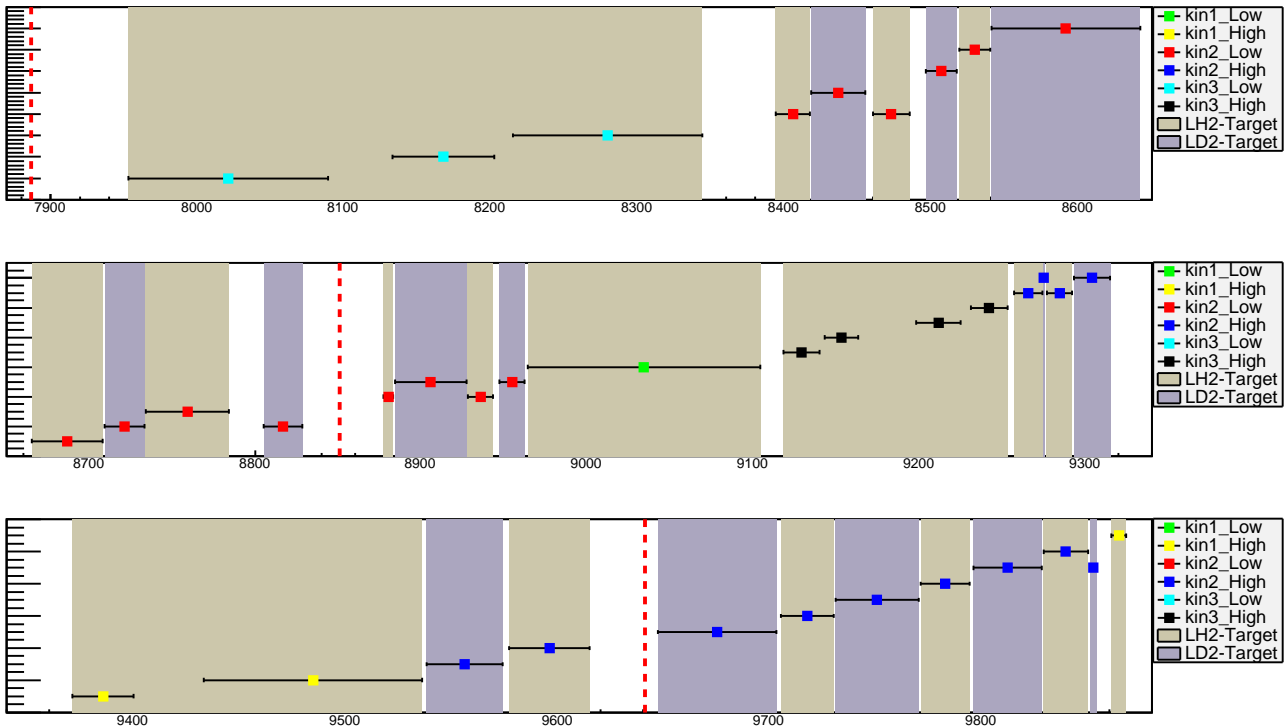 kin1_Low
kin1_High
kin2_Low
kin2_High
kin3_Low
kin3_High
LH2-Target
LD2-Target
7900 8000 8100 8200 8300 8400 8500 8600
kin1_Low
kin1_High
kin2_Low
kin2_High
kin3_Low
kin3_High
LH2-Target
LD2-Target
8700 8800 8900 9000 9100 9200 9300
kin1_Low
kin1_High
kin2_Low
kin2_High
kin3_Low
kin3_High
LH2-Target
LD2-Target
9400 9500 9600 9700 9800